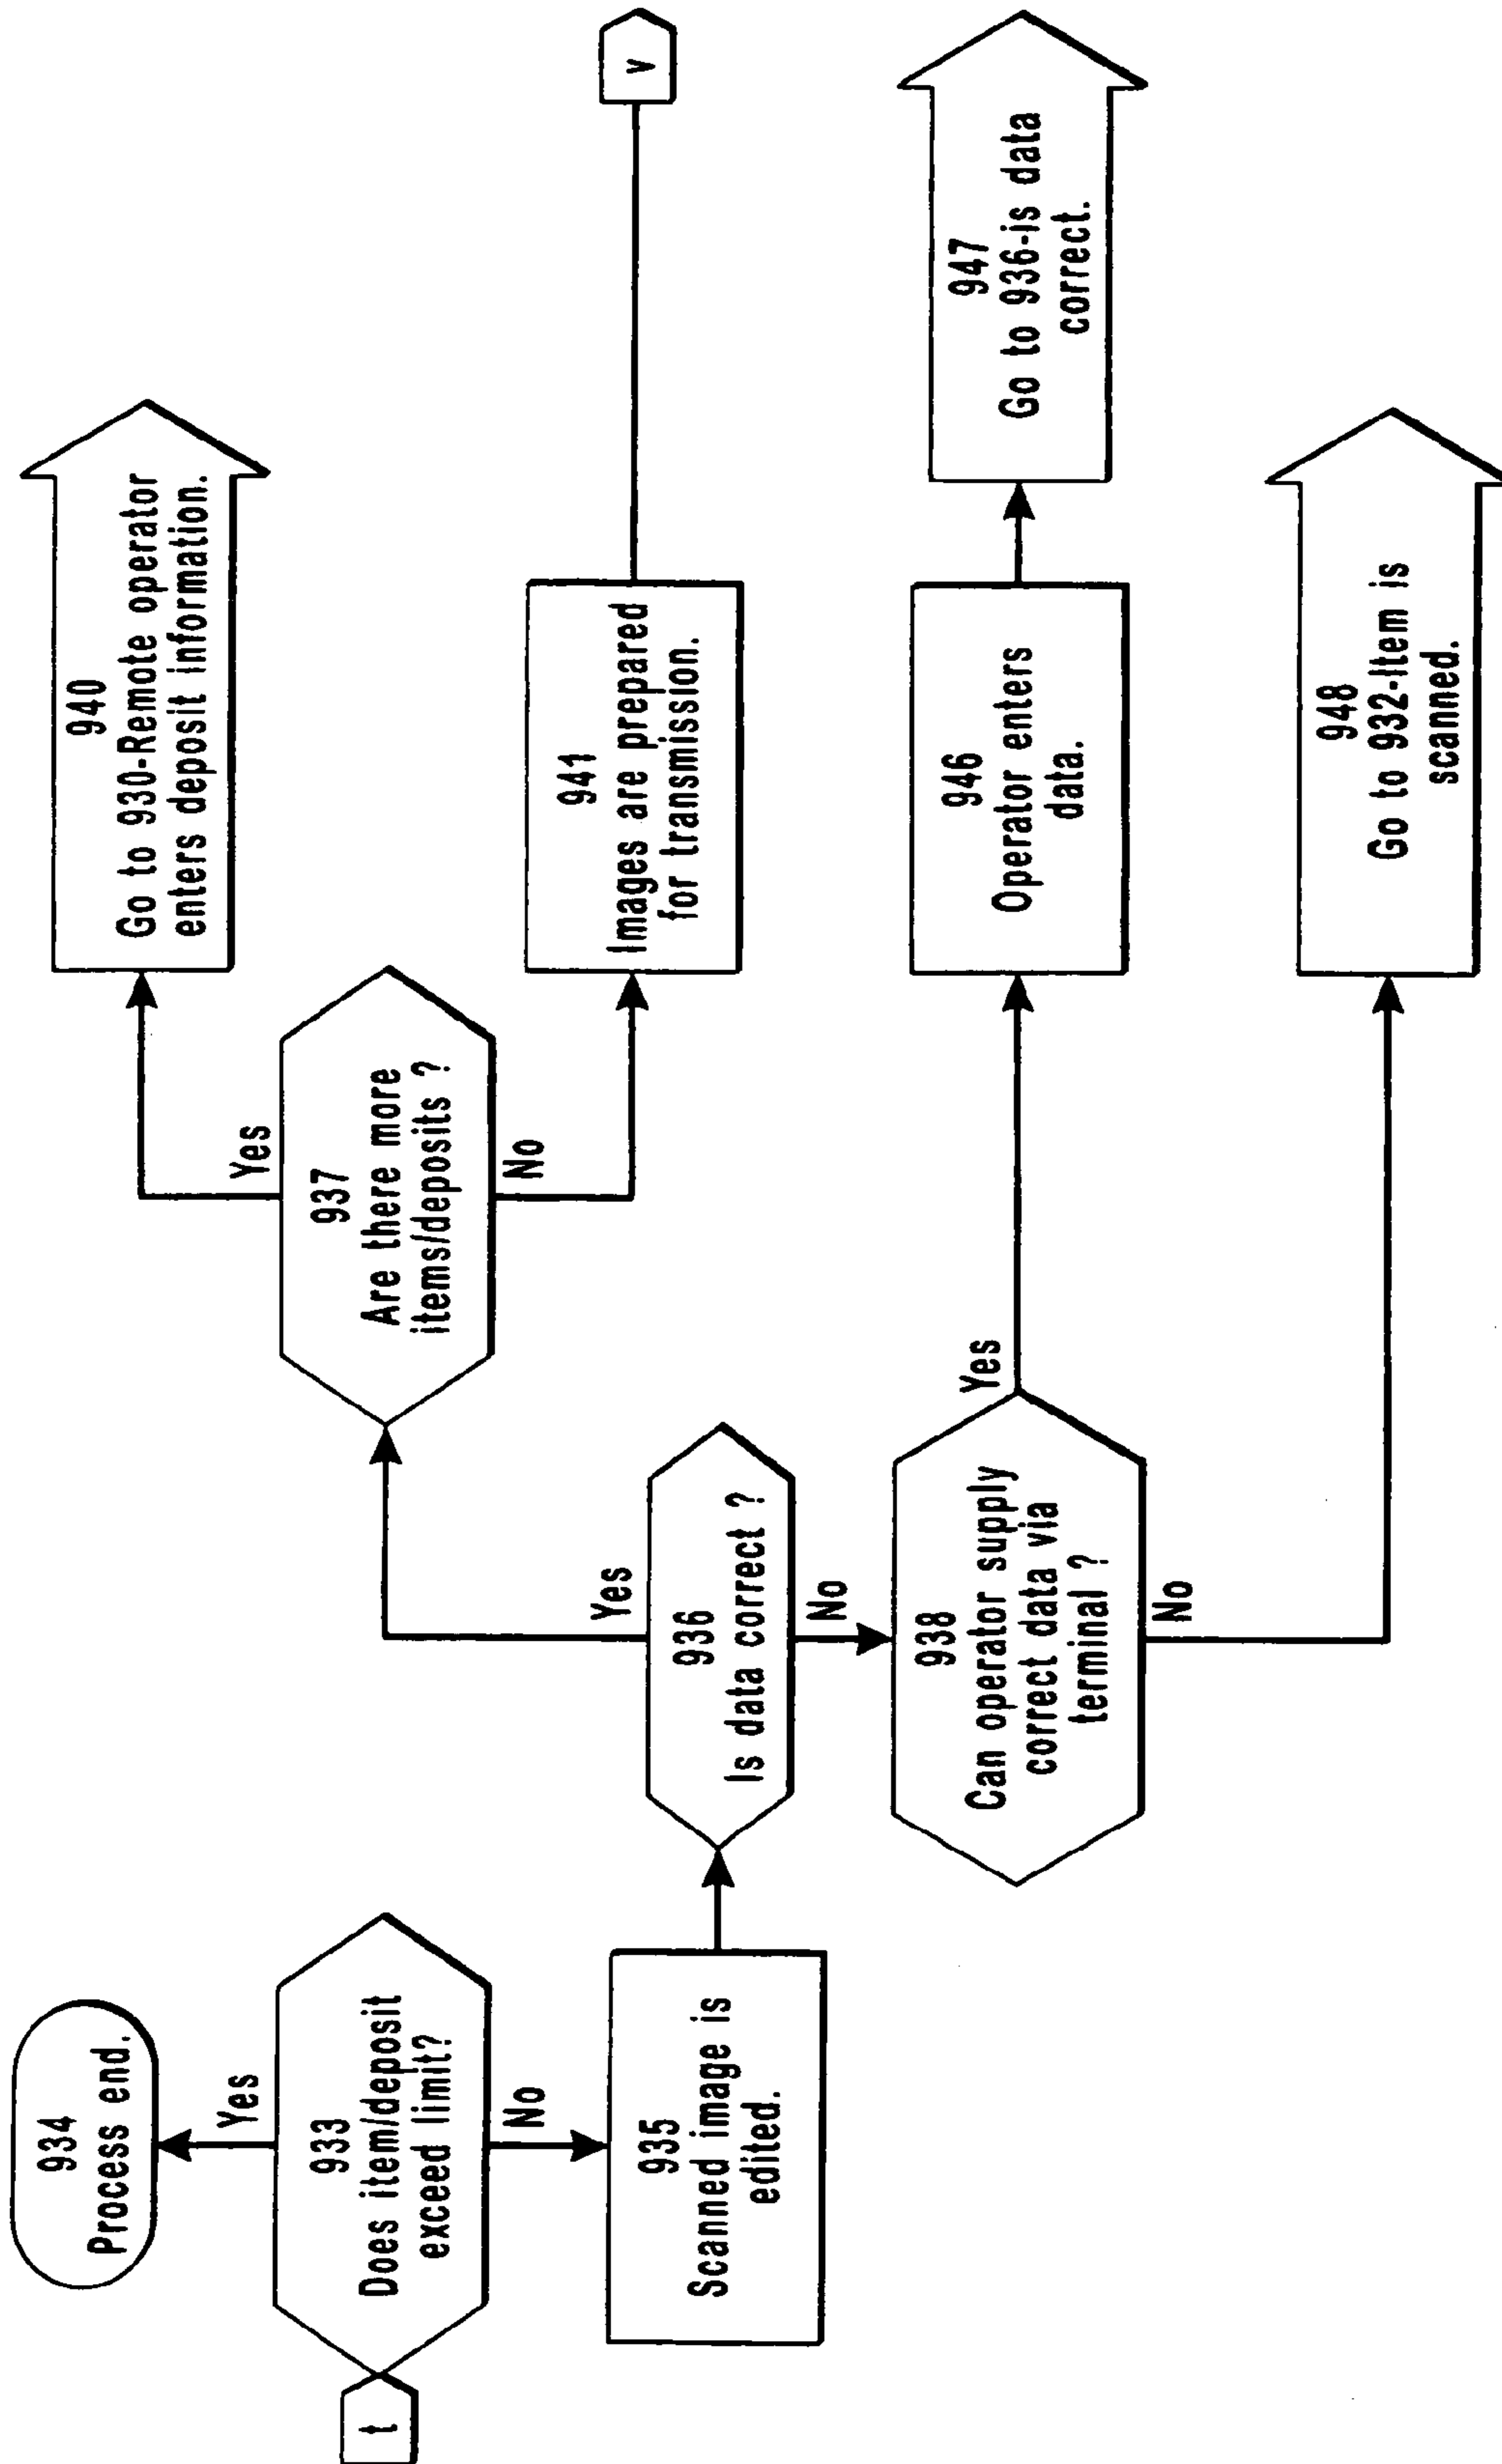 t
934
Process end.
Yes
933
Does item/deposit
exceed limit?
No
935
Scanned image is
edited.
936
Is data correct ?
Yes
No
937
Are there more
items/deposits ?
Yes
No
938
Can operator supply
correct data via
terminal ?
Yes
No
940
Go to 930-Remote operator
enters deposit information.
941
Images are prepared
for transmission.
v
946
Operator enters
data.
947
Go to 936-is data
correct.
948
Go to 932-Item is
scanned.